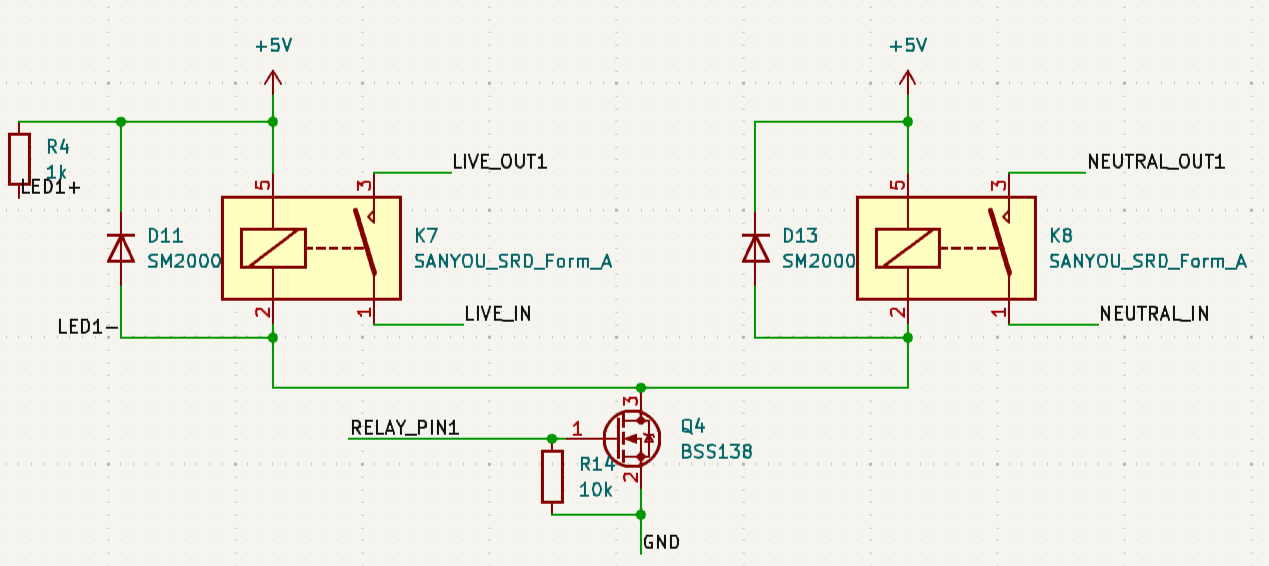 +5V
+5V
R4
1k
LED1+
LIVE_OUT1
NEUTRAL_OUT1
5
3
5
3
D11
SM2000
K7
SANYOU_SRD_Form_A
D13
SM2000
K8
SANYOU_SRD_Form_A
2
1
2
1
LIVE_IN
NEUTRAL_IN
LED1-
3
RELAY_PIN1
1
Q4
BSS138
R14
10k
2
GND